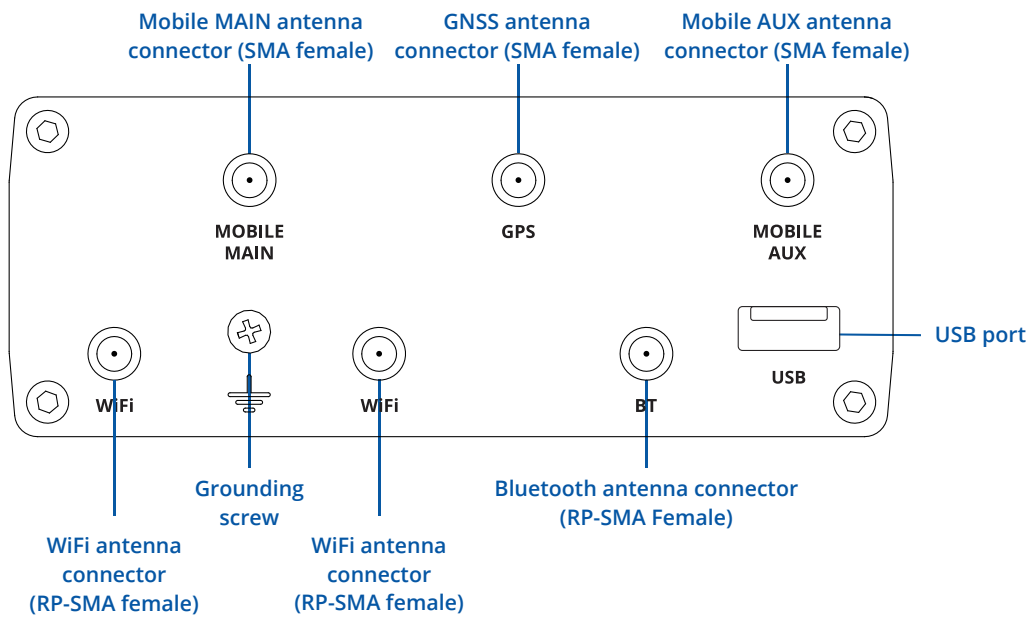 Mobile MAIN antenna
connector (SMA female)
GNSS antenna
connector (SMA female)
Mobile AUX antenna
connector (SMA female)
MOBILE
MAIN
GPS
MOBILE
AUX
USB port
USB
WiFi
WiFi
BT
Grounding
screw
Bluetooth antenna connector
(RP-SMA Female)
WiFi antenna
connector
(RP-SMA female)
WiFi antenna
connector
(RP-SMA female)